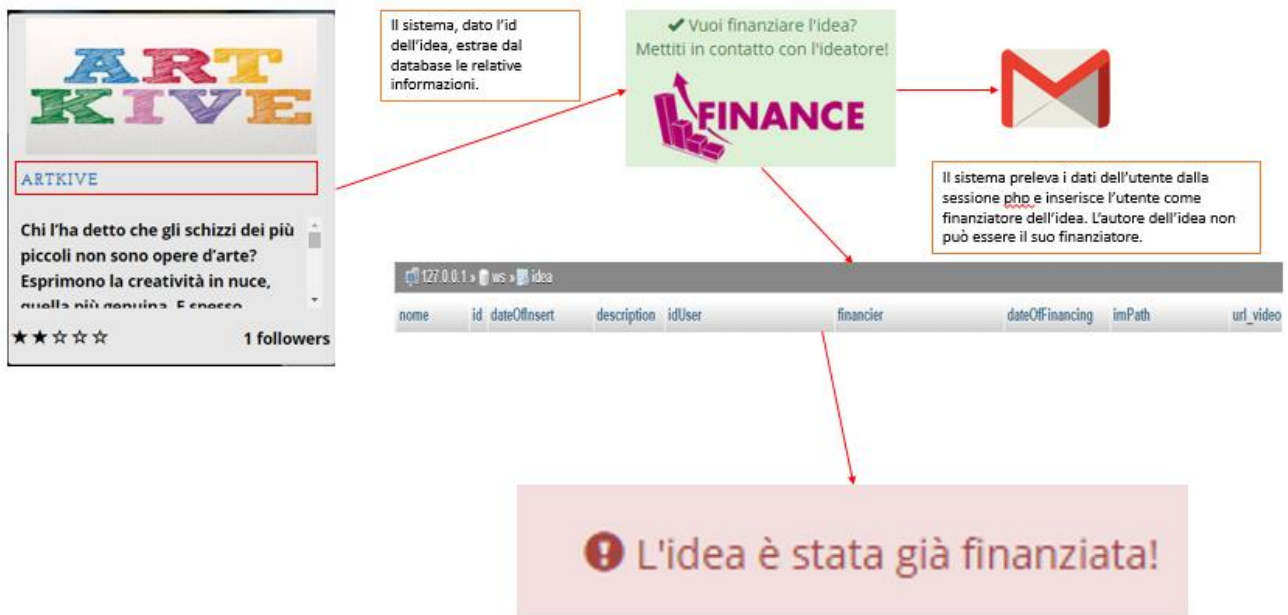 ART
KIVE
ARTKIVE
Chi l'ha detto che gli schizzi dei più
piccoli non sono opere d'arte?
Esprimono la creatività in nuce,
quella più genuina. E spesso
★★☆☆☆ 1 followers
Il sistema, dato l'id
dell'idea, estrae dal
database le relative
informazioni.
✔ Vuoi finanziare l'idea?
Mettiti in contatto con l'ideatore!
FINANCE
Il sistema preleva i dati dell'utente dalla
sessione php e inserisce l'utente come
finanziatore dell'idea. L'autore dell'idea non
può essere il suo finanziatore.
127.0.0.1 » ws » idea
nome id dateOfInsert description idUser financier dateOfFinancing imPath url_video
L'idea è stata già finanziata!